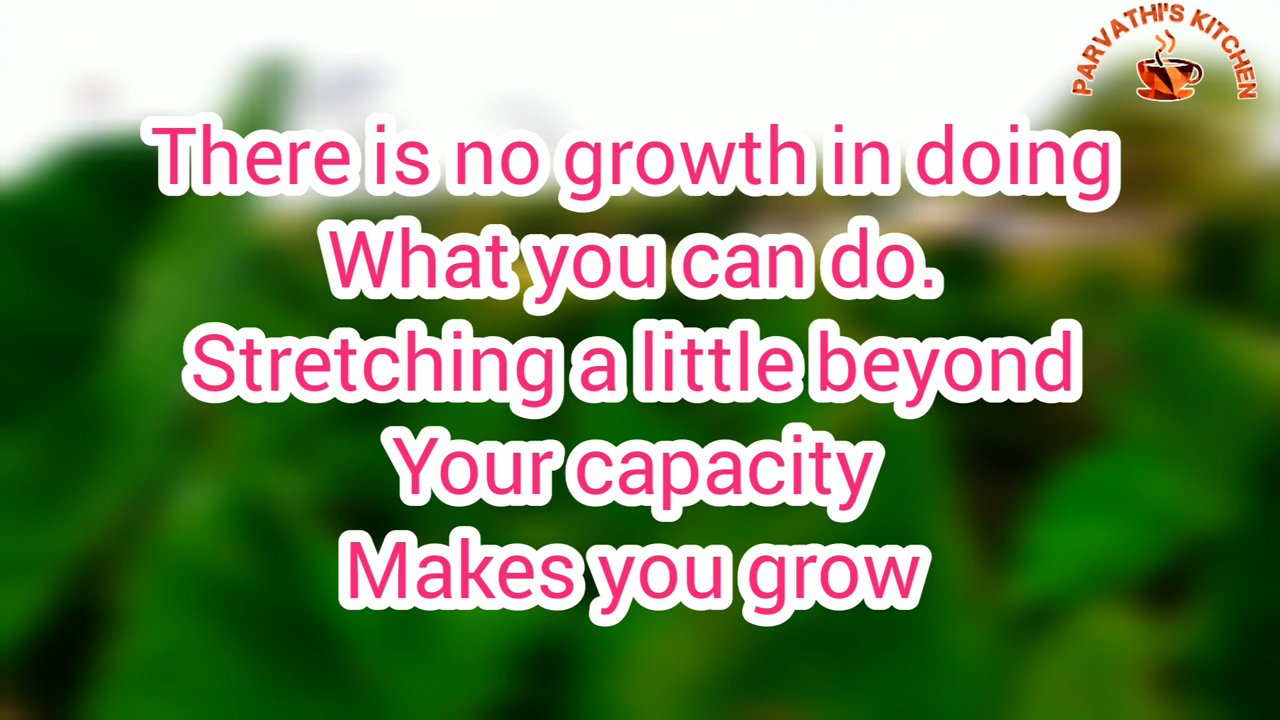 PARVATHI'S KITCHEN
There is no growth in doing
What you can do.
Stretching a little beyond
Your capacity
Makes you grow